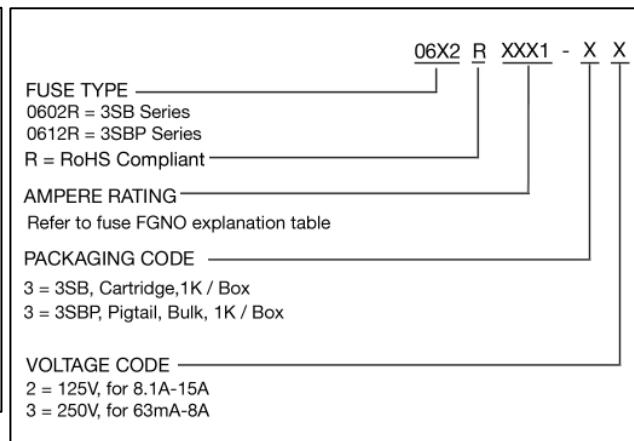 06X2 R XXX1 - X X
FUSE TYPE
0602R = 3SB Series
0612R = 3SBP Series
R = RoHS Compliant
AMPERE RATING
Refer to fuse FGNO explanation table
PACKAGING CODE
3 = 3SB, Cartridge,1K / Box
3 = 3SBP, Pigtail, Bulk, 1K / Box
VOLTAGE CODE
2 = 125V, for 8.1A-15A
3 = 250V, for 63mA-8A